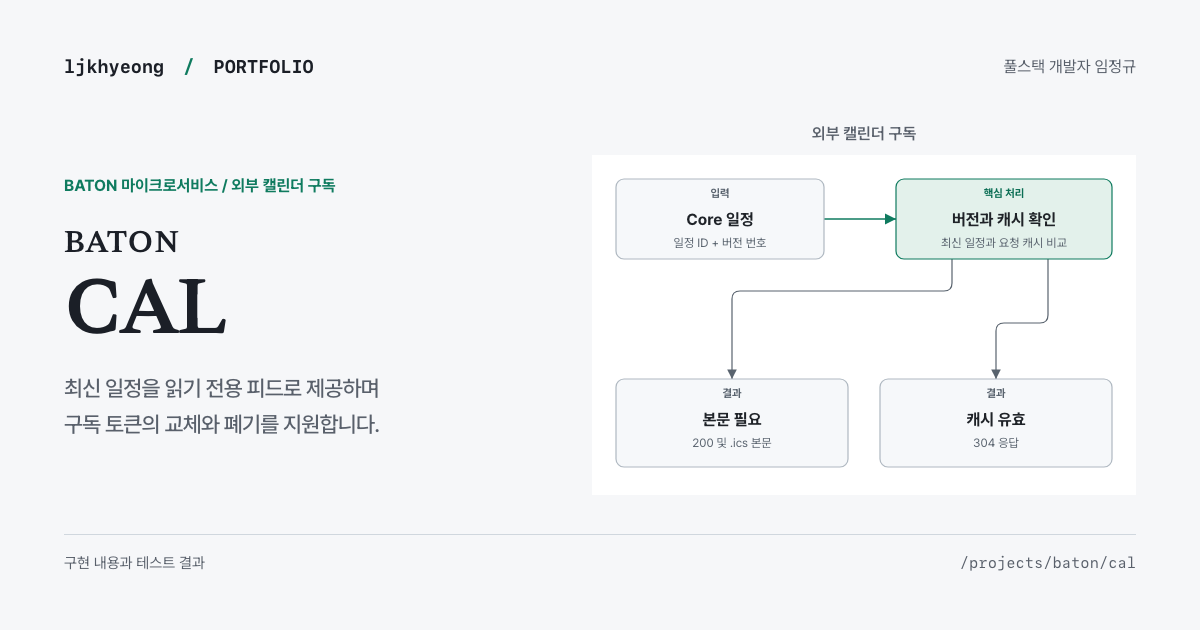 ljkhyeong / PORTFOLIO
풀스택 개발자 임정규
BATON 마이크로서비스 / 외부 캘린더 구독
BATON
CAL
최신 일정을 읽기 전용 피드로 제공하며
구독 토큰의 교체와 폐기를 지원합니다.
외부 캘린더 구독
입력
Core 일정
일정 ID + 버전 번호
핵심 처리
버전과 캐시 확인
최신 일정과 요청 캐시 비교
결과
본문 필요
200 및 .ics 본문
결과
캐시 유효
304 응답
구현 내용과 테스트 결과
/projects/baton/cal